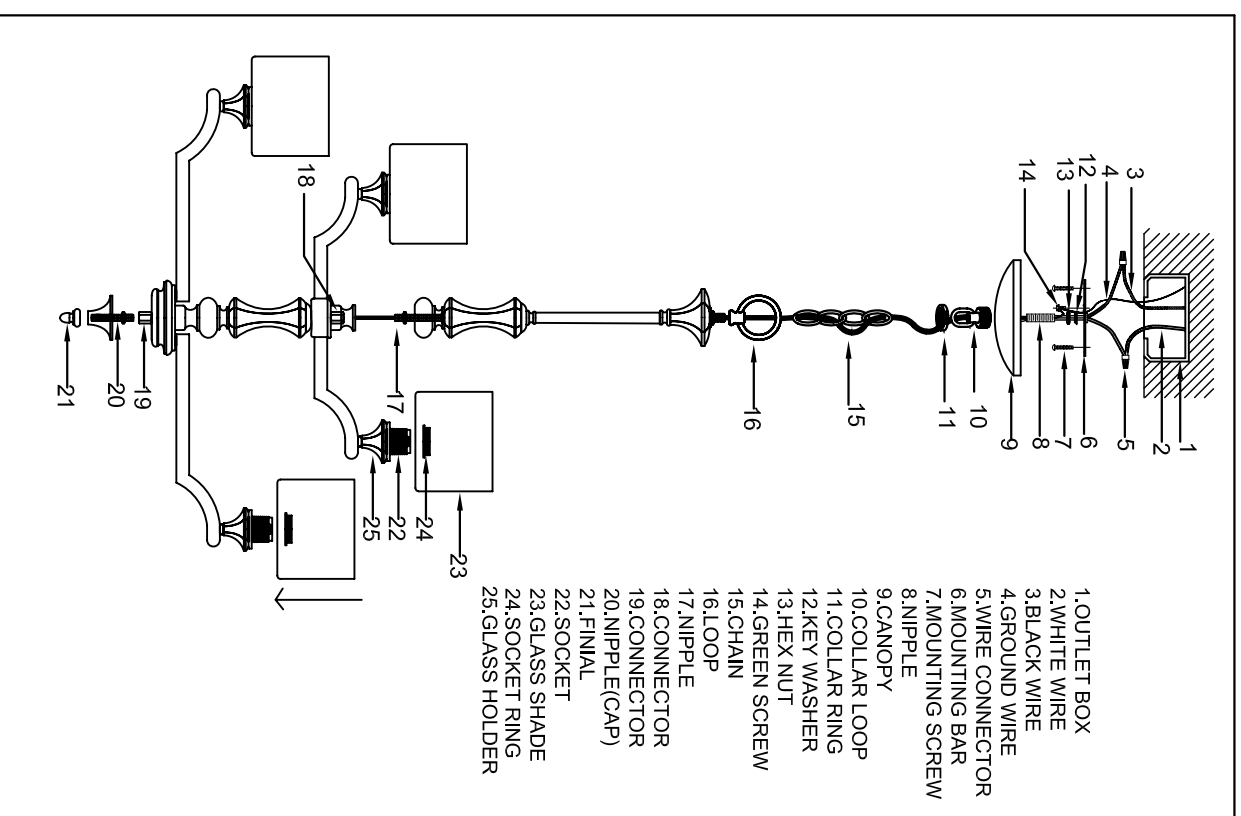 1
2
3
4
5
6
7
8
9
10
11
12
13
14
15
16
17
18
19
20
21
22
23
24
25
1.OUTLET BOX
2.WHITE WIRE
3.BLACK WIRE
4.GROUND WIRE
5.WIRE CONNECTOR
6.MOUNTING BAR
7.MOUNTING SCREW
8.NIPPLE
9.CANOPY
10.COLLAR LOOP
11.COLLAR RING
12.KEY WASHER
13.HEX NUT
14.GREEN SCREW
15.CHAIN
16.LOOP
17.NIPPLE
18.CONNECTOR
19.CONNECTOR
20.NIPPLE(CAP)
21.FINIAL
22.SOCKET
23.GLASS SHADE
24.SOCKET RING
25.GLASS HOLDER